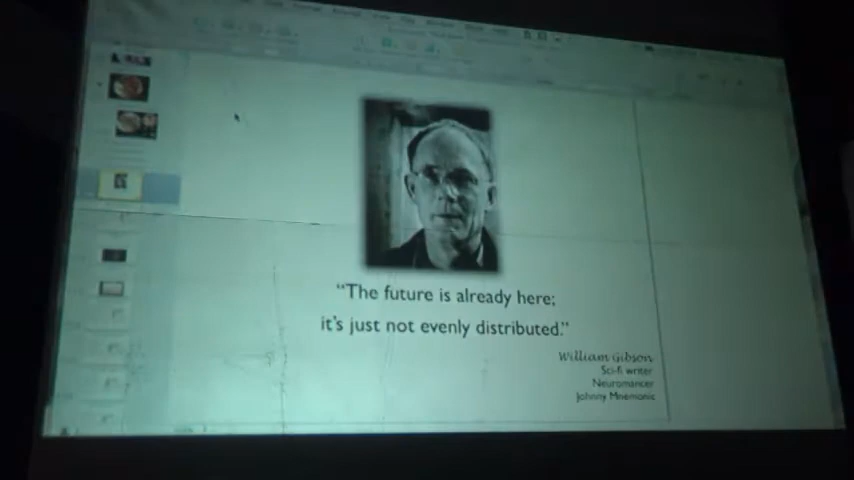 "The future is already here;
it's just not evenly distributed."
William Gibson
Sci-fi writer
Neuromancer
Johnny Mnemonic